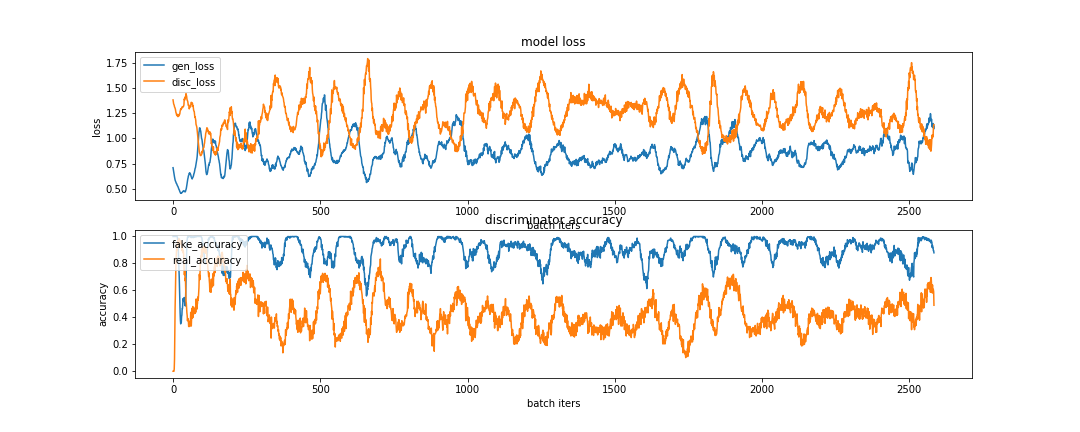 model loss
1.75
1.50
1.25
1.00
0.75
0.50
loss
gen_loss
disc_loss
0
500
1000
1500
2000
2500
batch iters
discriminator accuracy
1.0
0.8
0.6
0.4
0.2
0.0
accuracy
fake_accuracy
real_accuracy
0
500
1000
1500
2000
2500
batch iters